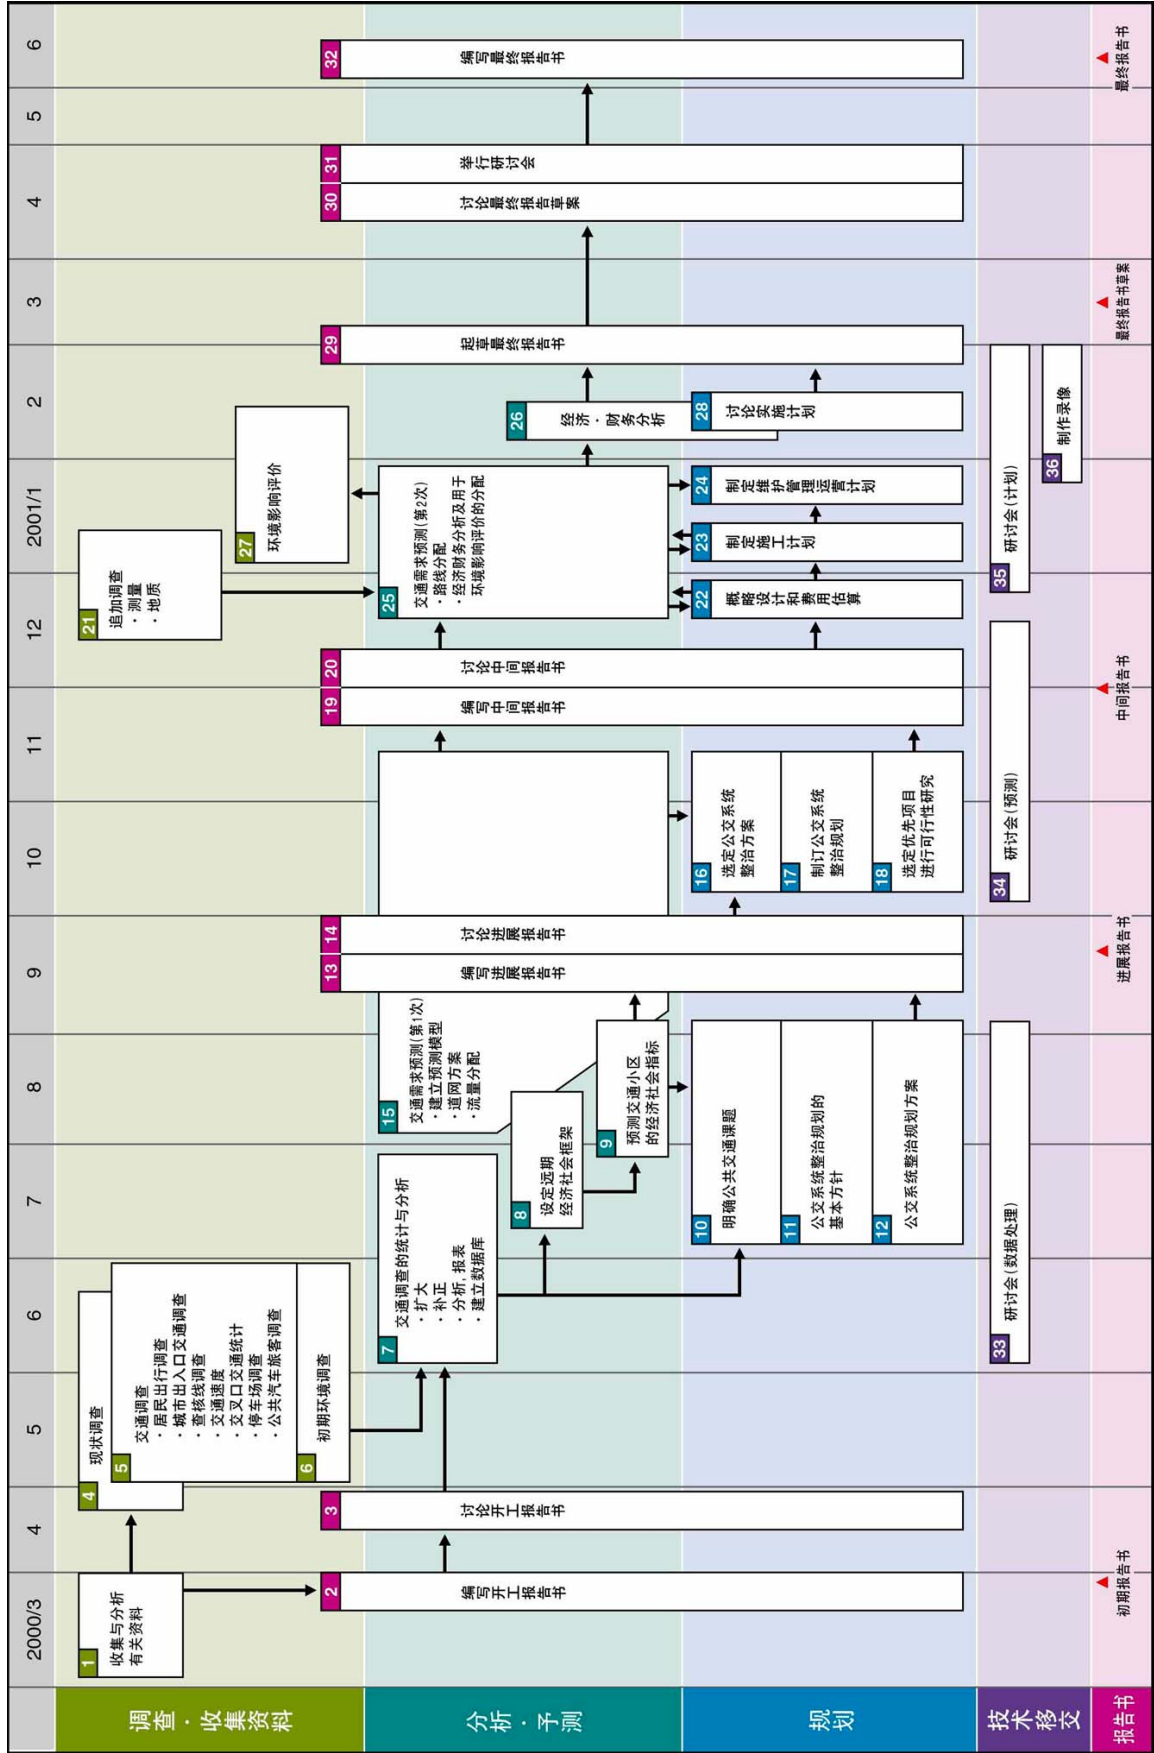 2000/3
4
5
6
7
8
9
10
11
12
2001/1
2
3
4
5
6
调查・收集资料
1
收集与分析
有关资料
4
现状调查
5
交通调查
・居民出行调查
・城市出入口交通调查
・查核线调查
・交通速度
・交叉口交通统计
・停车场调查
・公共汽车旅客调查
6
初期环境调查
21
追加调查
・测量
・地质
27
环境影响评价
分析・予测
2
编写开工报告书
3
讨论开工报告书
7
交通调查的统计与分析
・扩大
・补正
・分析,报表
・建立数据库
8
设定远期
经济社会框架
9
预测交通小区
的经济社会指标
15
交通需求预测(第1次)
・建立预测模型
・道网方案
・流量分配
13
编写进展报告书
14
讨论进展报告书
19
编写中间报告书
20
讨论中间报告书
25
交通需求预测(第2次)
・路线分配
・经济财务分析及用于
环境影响评价的分配
26
经济・财务分析
29
起草最终报告书
30
讨论最终报告草案
31
举行研讨会
32
编写最终报告书
规划
10
明确公共交通课题
11
公交系统整治规划的
基本方针
12
公交系统整治规划方案
16
选定公交系统
整治方案
17
制订公交系统
整治规划
18
选定优先项目
进行可行性研究
22
概略设计和费用估算
23
制定施工计划
24
制定维护管理运营计划
28
讨论实施计划
技术移交
33
研讨会(数据处理)
34
研讨会(预测)
35
研讨会(计划)
36
制作录像
报告书
初期报告书
进展报告书
中间报告书
最终报告书草案
最终报告书